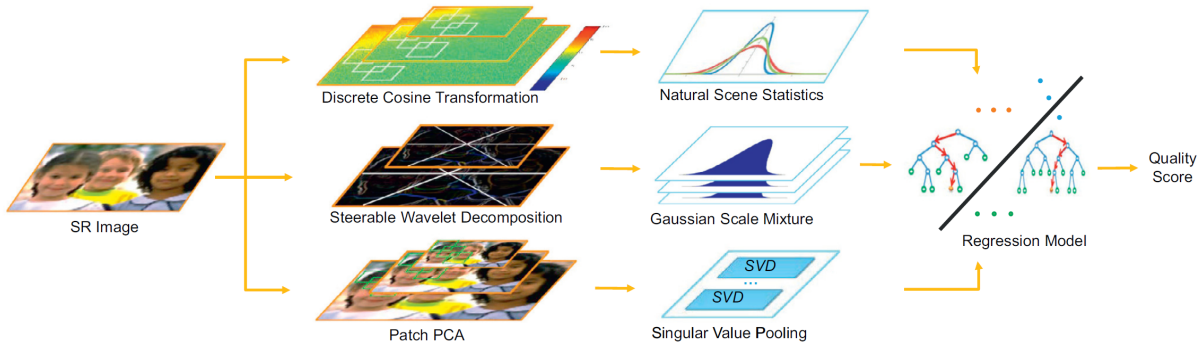 Discrete Cosine Transformation
Natural Scene Statistics
SR Image
Steerable Wavelet Decomposition
Gaussian Scale Mixture
Regression Model
Quality
Score
Patch PCA
SVD
...
SVD
Singular Value Pooling